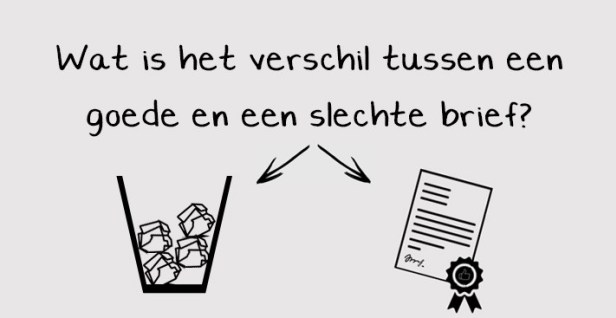 Wat is het verschil tussen een
goede en een slechte brief?